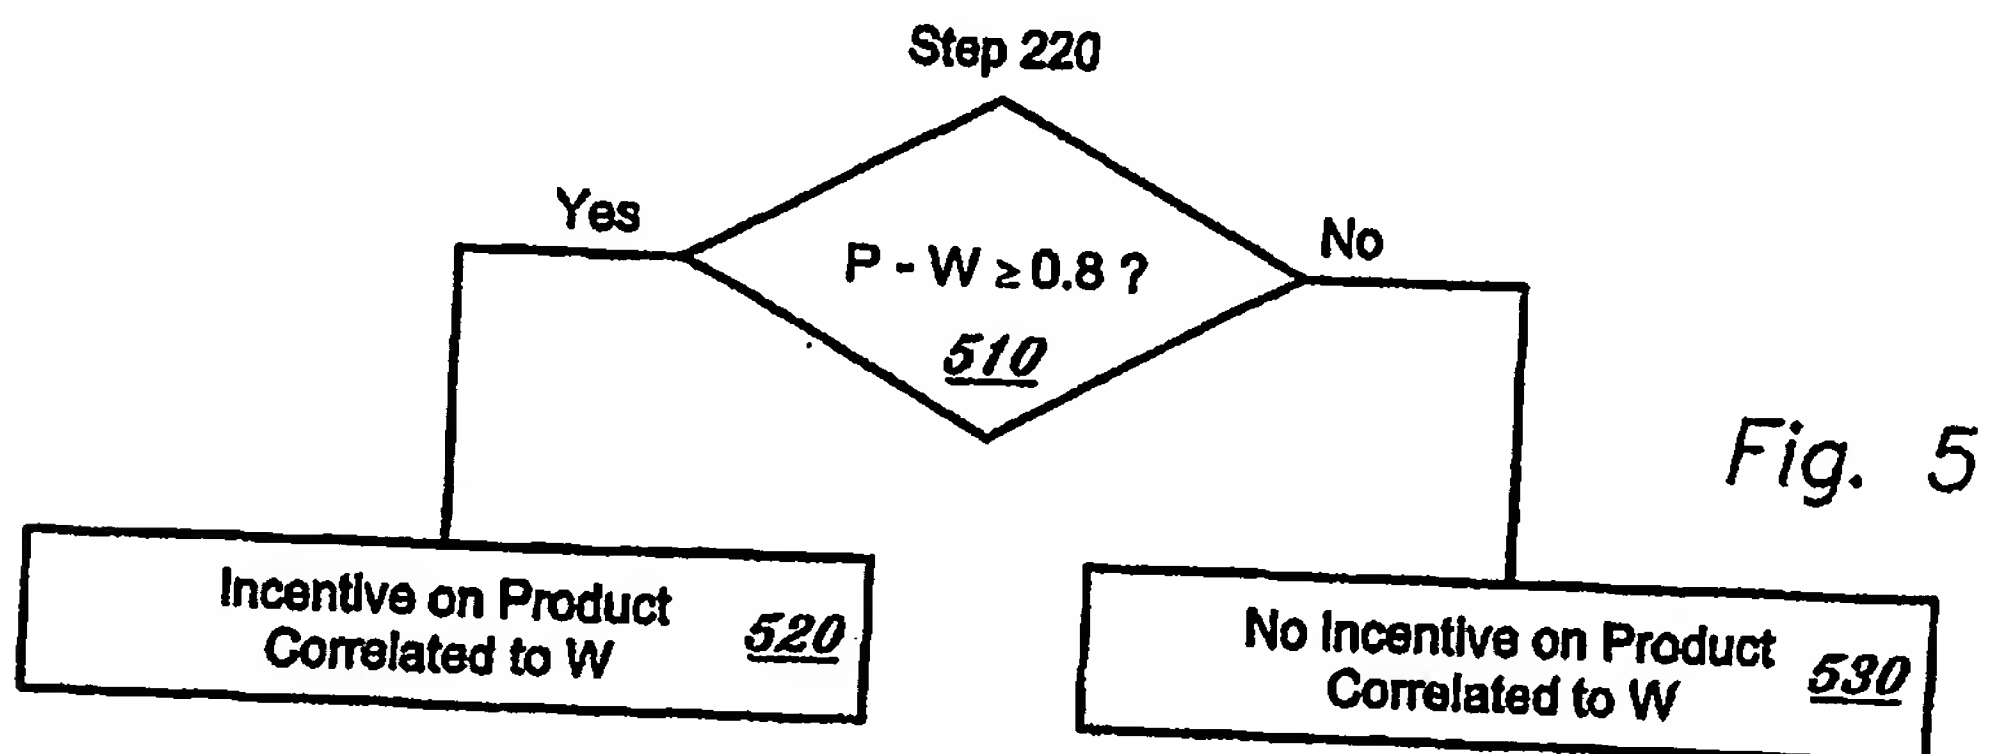 Step 220
Yes
No
P - W ≥ 0.8 ?
510
Fig. 5
Incentive on Product
Correlated to W
520
No Incentive on Product
Correlated to W
530